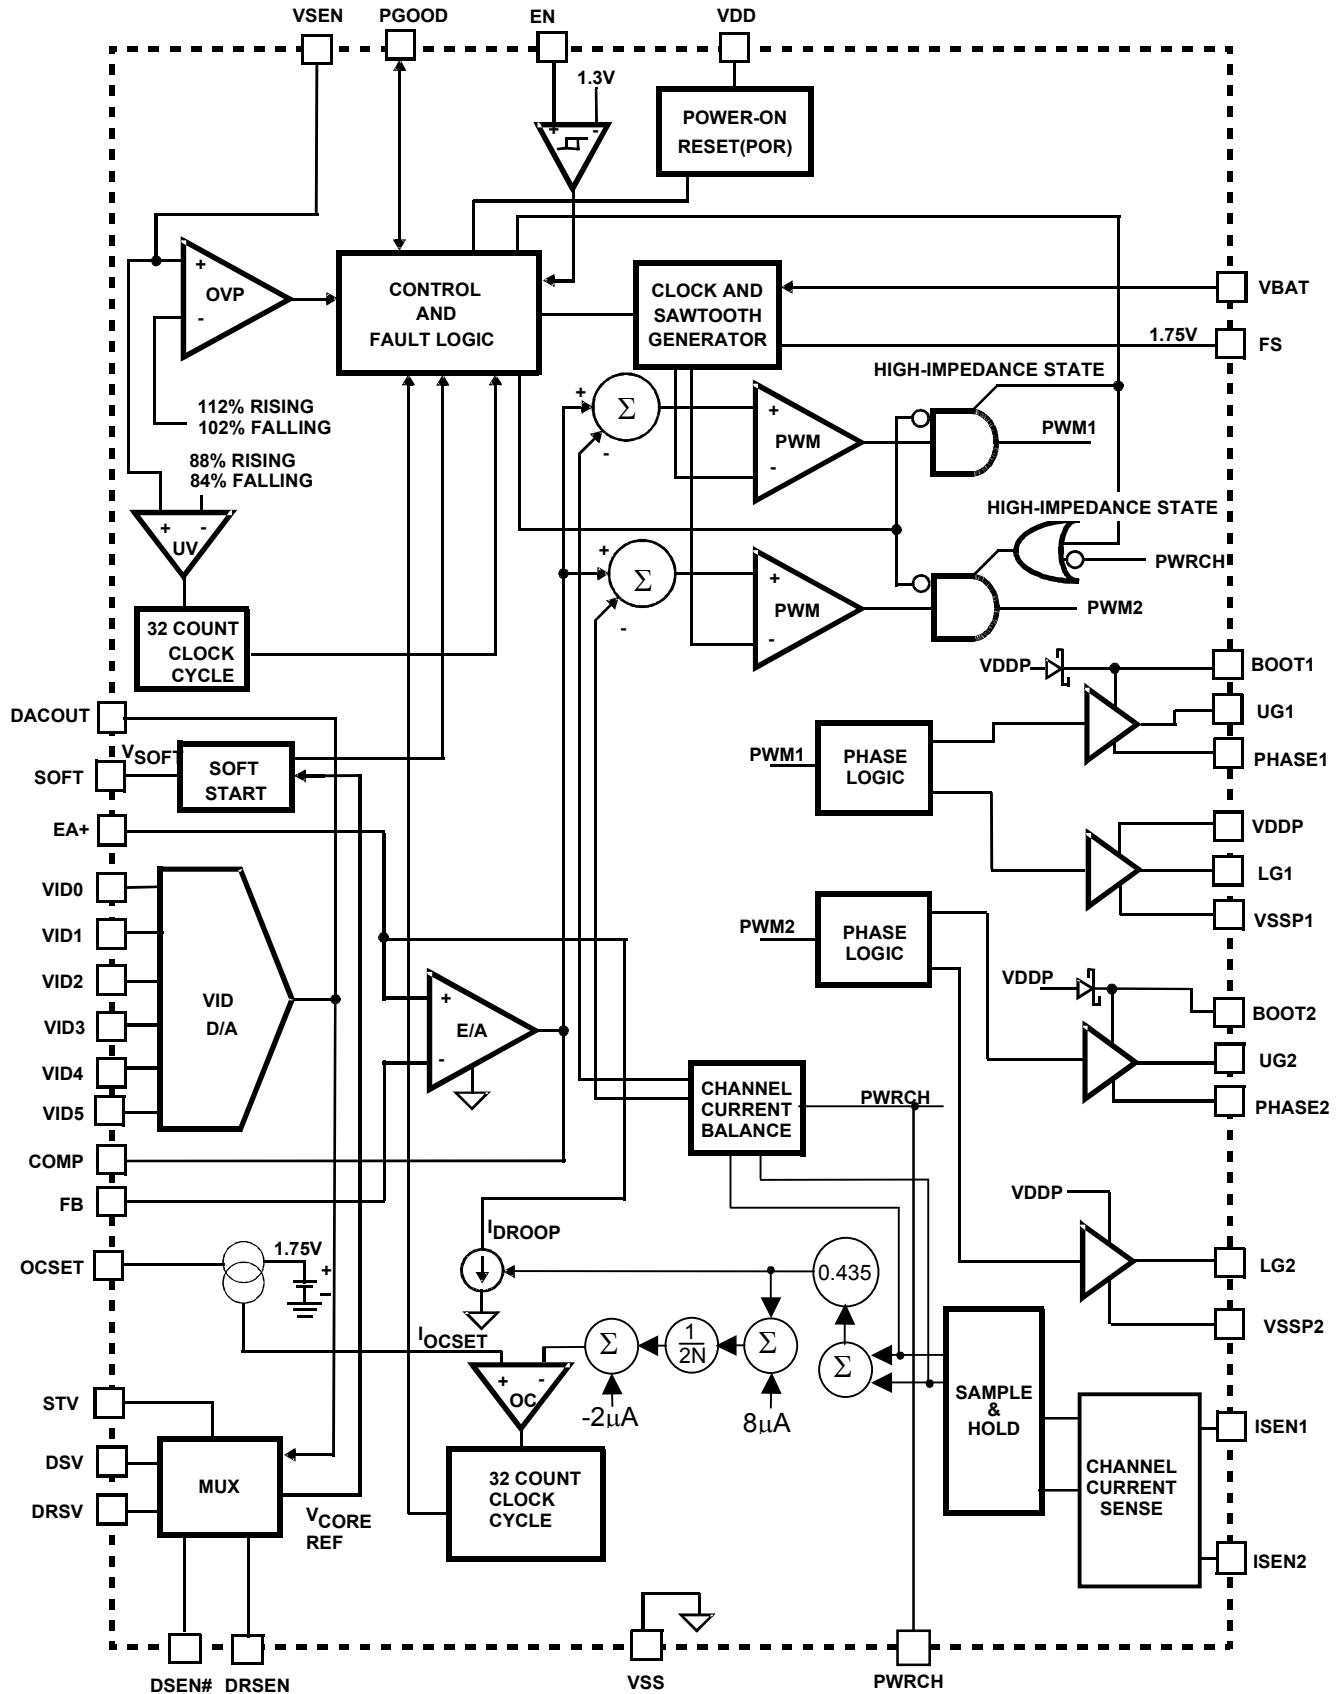 VSEN
PGOOD
EN
VDD
1.3V
+
-
POWER-ON
RESET(POR)
+
OVP
-
CONTROL
AND
FAULT LOGIC
CLOCK AND
SAWTOOTH
GENERATOR
VBAT
1.75V
FS
HIGH-IMPEDANCE STATE
112% RISING
102% FALLING
+
Σ
-
+
PWM
-
PWM1
88% RISING
84% FALLING
+ -
UV
HIGH-IMPEDANCE STATE
PWRCH
+
Σ
-
+
PWM
-
PWM2
32 COUNT
CLOCK
CYCLE
VDDP
BOOT1
UG1
PHASE1
DACOUT
VSOFT
SOFT
SOFT
START
PWM1
PHASE
LOGIC
EA+
VDDP
LG1
VSSP1
VID0
VID1
VID2
VID3
VID4
VID5
VID
D/A
PWM2
PHASE
LOGIC
+
E/A
-
VDDP
BOOT2
UG2
PHASE2
CHANNEL
CURRENT
BALANCE
PWRCH
COMP
FB
VDDP
LG2
VSSP2
OCSET
1.75V
+
-
IDROOP
0.435
IOCSET
+ -
OC
Σ
1
2N
Σ
Σ
-2μA
8μA
SAMPLE
&
HOLD
STV
DSV
DRSV
MUX
VCORE
REF
32 COUNT
CLOCK
CYCLE
CHANNEL
CURRENT
SENSE
ISEN1
ISEN2
DSEN#
DRSEN
VSS
PWRCH